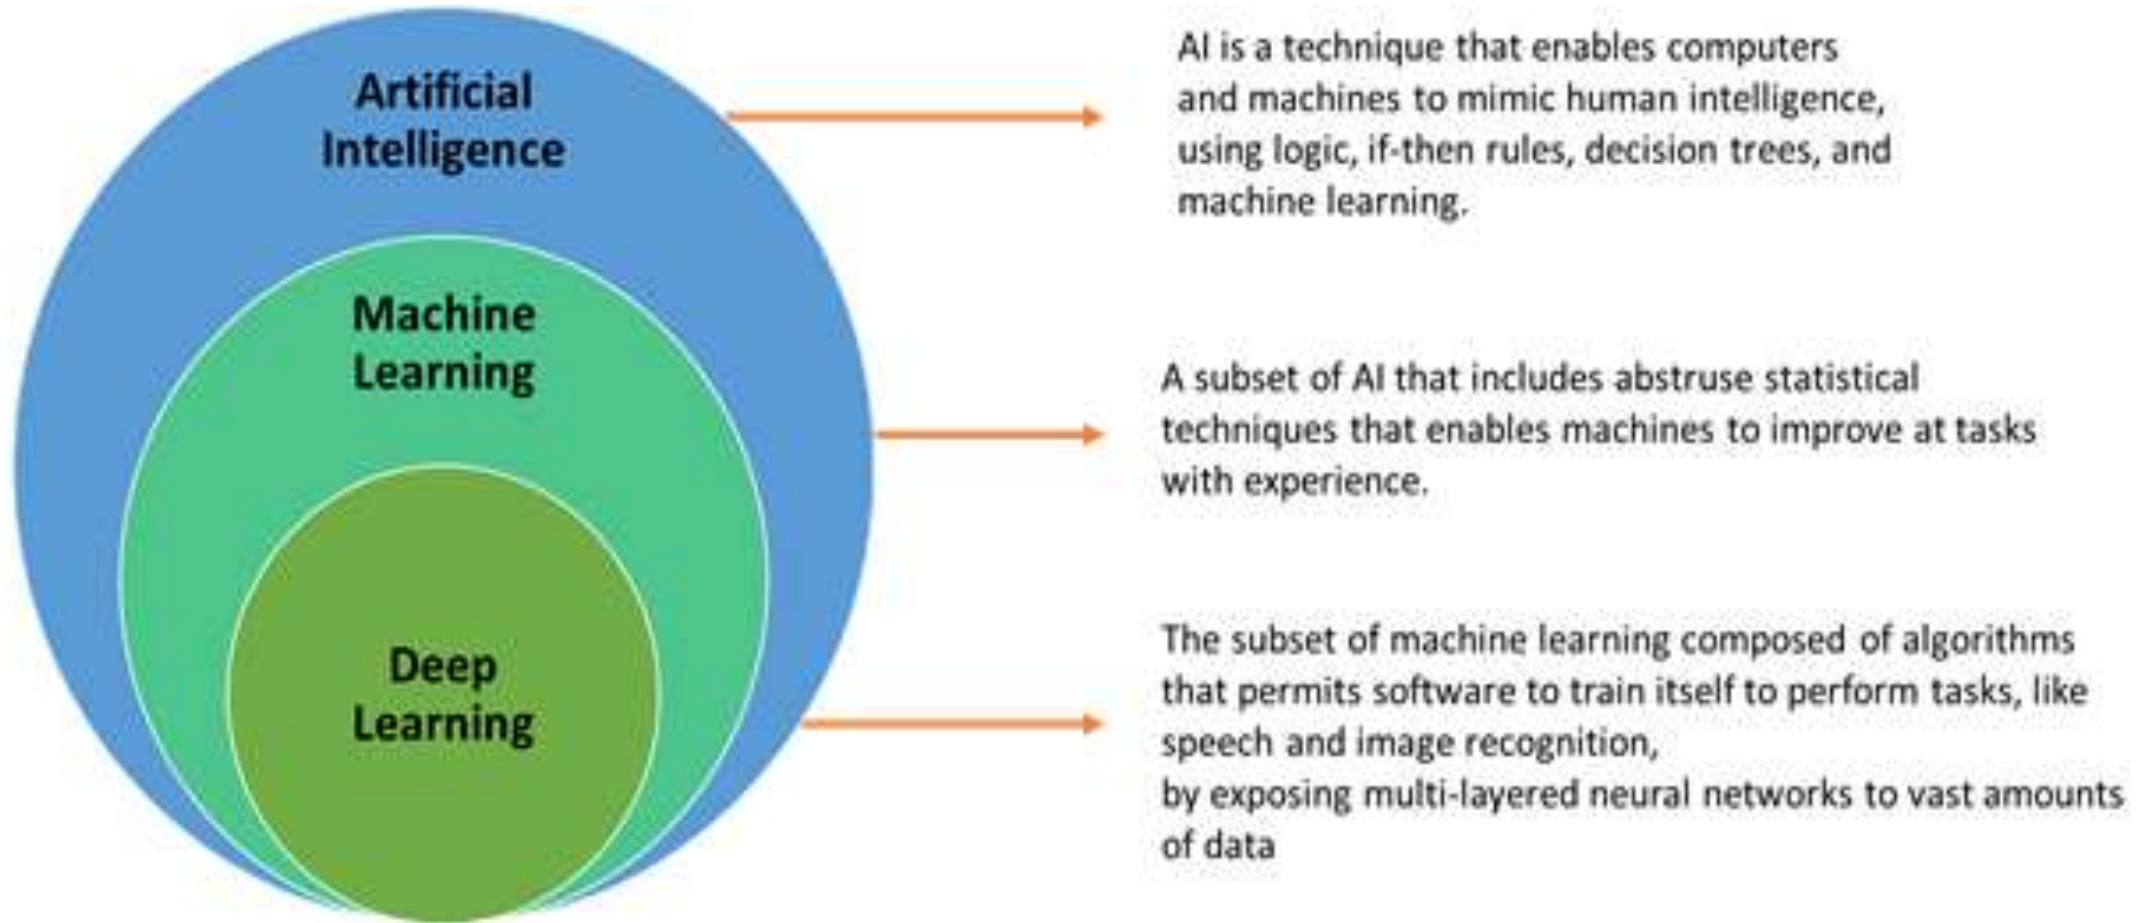 Artificial
Intelligence
AI is a technique that enables computers
and machines to mimic human intelligence,
using logic, if-then rules, decision trees, and
machine learning.
Machine
Learning
A subset of AI that includes abstruse statistical
techniques that enables machines to improve at tasks
with experience.
Deep
Learning
The subset of machine learning composed of algorithms
that permits software to train itself to perform tasks, like
speech and image recognition,
by exposing multi-layered neural networks to vast amounts
of data